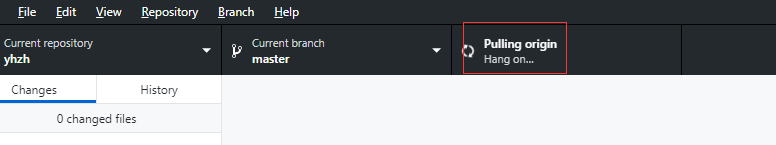 File Edit View Repository Branch Help
Current repository
yhzh
Current branch
master
Pulling origin
Hang on...
Changes History
0 changed files